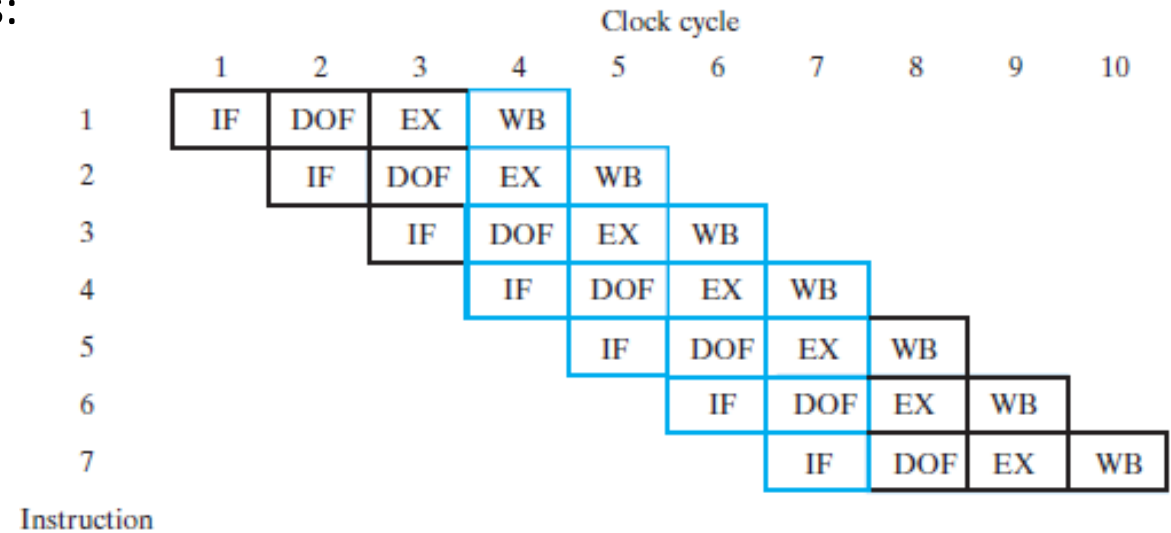 s:
Clock cycle
1 2 3 4 5 6 7 8 9 10
1 IF DOF EX WB
2 IF DOF EX WB
3 IF DOF EX WB
4 IF DOF EX WB
5 IF DOF EX WB
6 IF DOF EX WB
7 IF DOF EX WB
Instruction